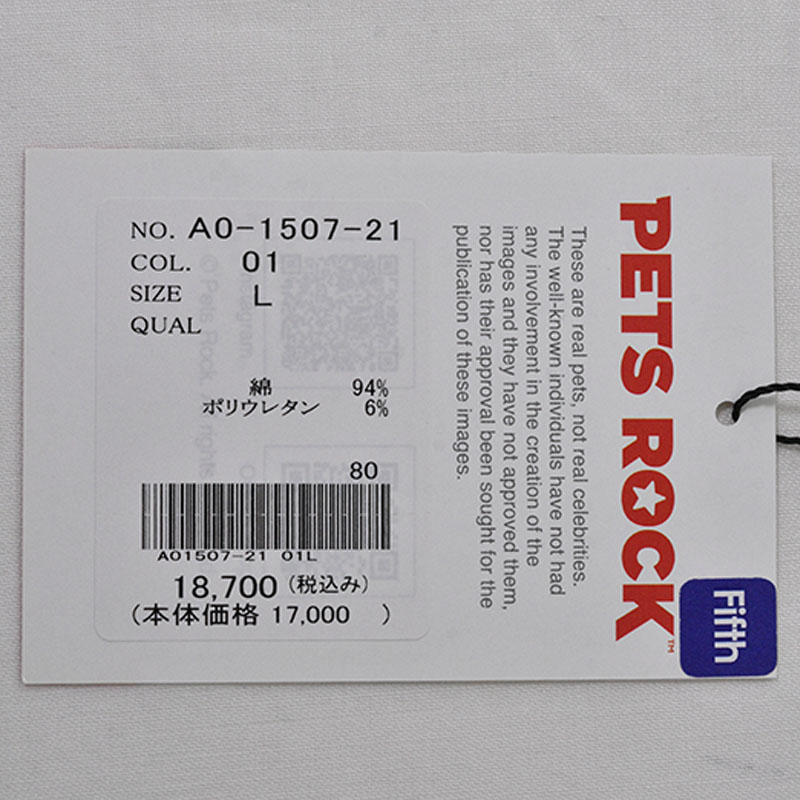 NO. A0-1507-21
COL. 01
SIZE L
QUAL
綿 94%
ポリウレタン 6%
80
A01507-21 01L
18,700 (税込み)
(本体価格 17,000 )
PETS ROCK™
These are real pets, not real celebrities.
The well-known individuals have not had
any involvement in the creation of the
images and they have not approved them,
nor has their approval been sought for the
publication of these images.
Fifth